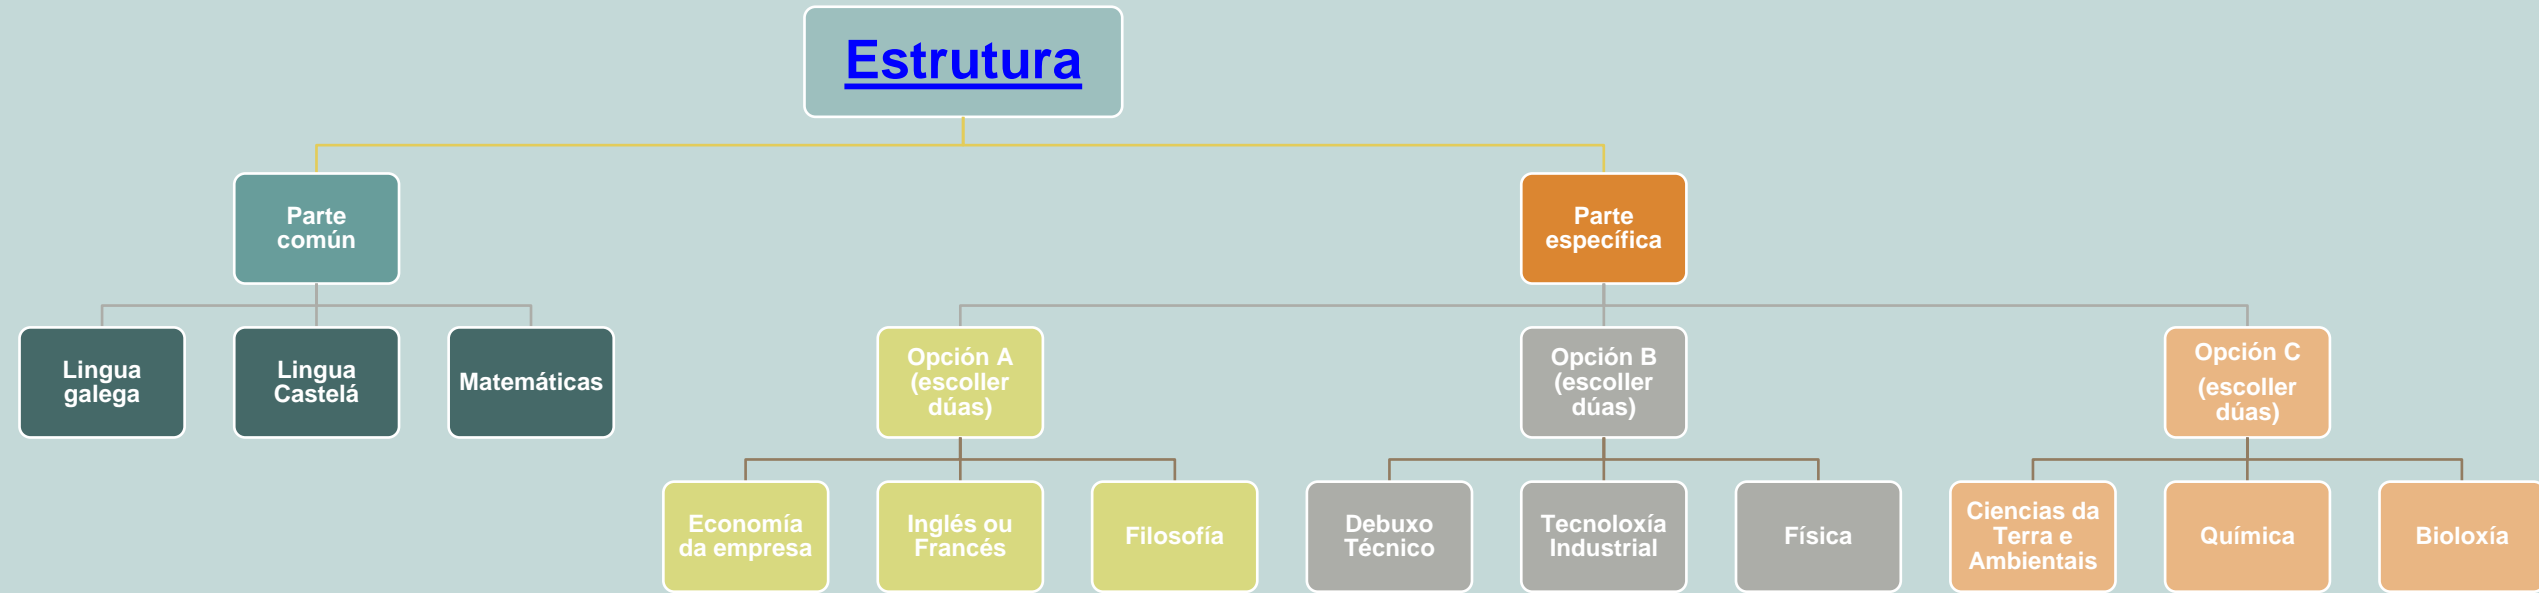 Estrutura
Parte
común
Parte
específica
Lingua
galega
Lingua
Castelá
Matemáticas
Opción A
(escoller
dúas)
Opción B
(escoller
dúas)
Opción C
(escoller
dúas)
Economía
da empresa
Inglés ou
Francés
Filosofía
Debuxo
Técnico
Tecnoloxía
Industrial
Física
Ciencias da
Terra e
Ambientais
Química
Bioloxía